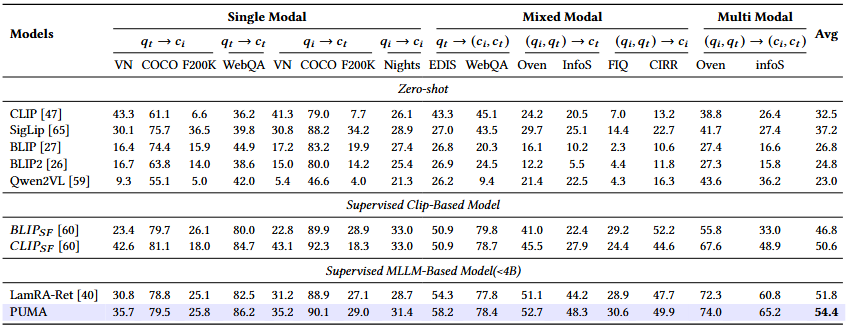 Models Single Modal Mixed Modal Multi Modal Avg
q_t → c_i q_t → c_t q_i → c_t q_i → c_i q_t → (c_i, c_t) (q_i, q_t) → c_t (q_i, q_t) → c_i (q_i, q_t) → (c_i, c_t)
VN COCO F200K WebQA VN COCO F200K Nights EDIS WebQA Oven InfoS FIQ CIRR Oven infoS
Zero-shot
CLIP [47] 43.3 61.1 6.6 36.2 41.3 79.0 7.7 26.1 43.3 45.1 24.2 20.5 7.0 13.2 38.8 26.4 32.5
SigLip [65] 30.1 75.7 36.5 39.8 30.8 88.2 34.2 28.9 27.0 43.5 29.7 25.1 14.4 22.7 41.7 27.4 37.2
BLIP [27] 16.4 74.4 15.9 44.9 17.2 83.2 19.9 27.4 26.8 20.3 16.1 10.2 2.3 10.6 27.4 16.6 26.8
BLIP2 [26] 16.7 63.8 14.0 38.6 15.0 80.0 14.2 25.4 26.9 24.5 12.2 5.5 4.4 11.8 27.3 15.8 24.8
Qwen2VL [59] 9.3 55.1 5.0 42.0 5.4 46.6 4.0 21.3 26.2 9.4 21.4 22.5 4.3 16.3 43.6 36.2 23.0
Supervised Clip-Based Model
BLIP_SF [60] 23.4 79.7 26.1 80.0 22.8 89.9 28.9 33.0 50.9 79.8 41.0 22.4 29.2 52.2 55.8 33.0 46.8
CLIP_SF [60] 42.6 81.1 18.0 84.7 43.1 92.3 18.3 33.0 50.9 78.7 45.5 27.9 24.4 44.6 67.6 48.9 50.6
Supervised MLLM-Based Model(<4B)
LamRA-Ret [40] 30.8 78.8 25.1 82.5 31.2 88.9 27.1 28.7 54.3 77.8 51.1 44.2 28.9 47.7 72.3 60.8 51.8
PUMA 35.7 79.5 25.8 86.2 35.2 90.1 29.0 31.4 58.2 78.4 52.7 48.3 30.6 49.9 74.0 65.2 54.4